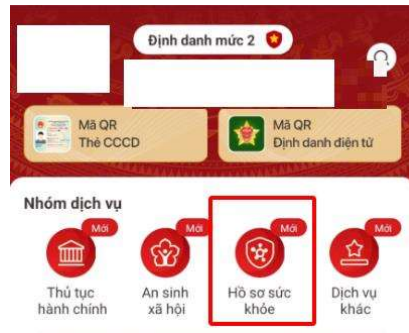 Định danh mức 2
Mã QR
Thẻ CCCD
Mã QR
Định danh điện tử
Nhóm dịch vụ
Mới
Mới
Mới
Mới
Thủ tục
hành chính
An sinh
xã hội
Hồ sơ sức
khỏe
Dịch vụ
khác